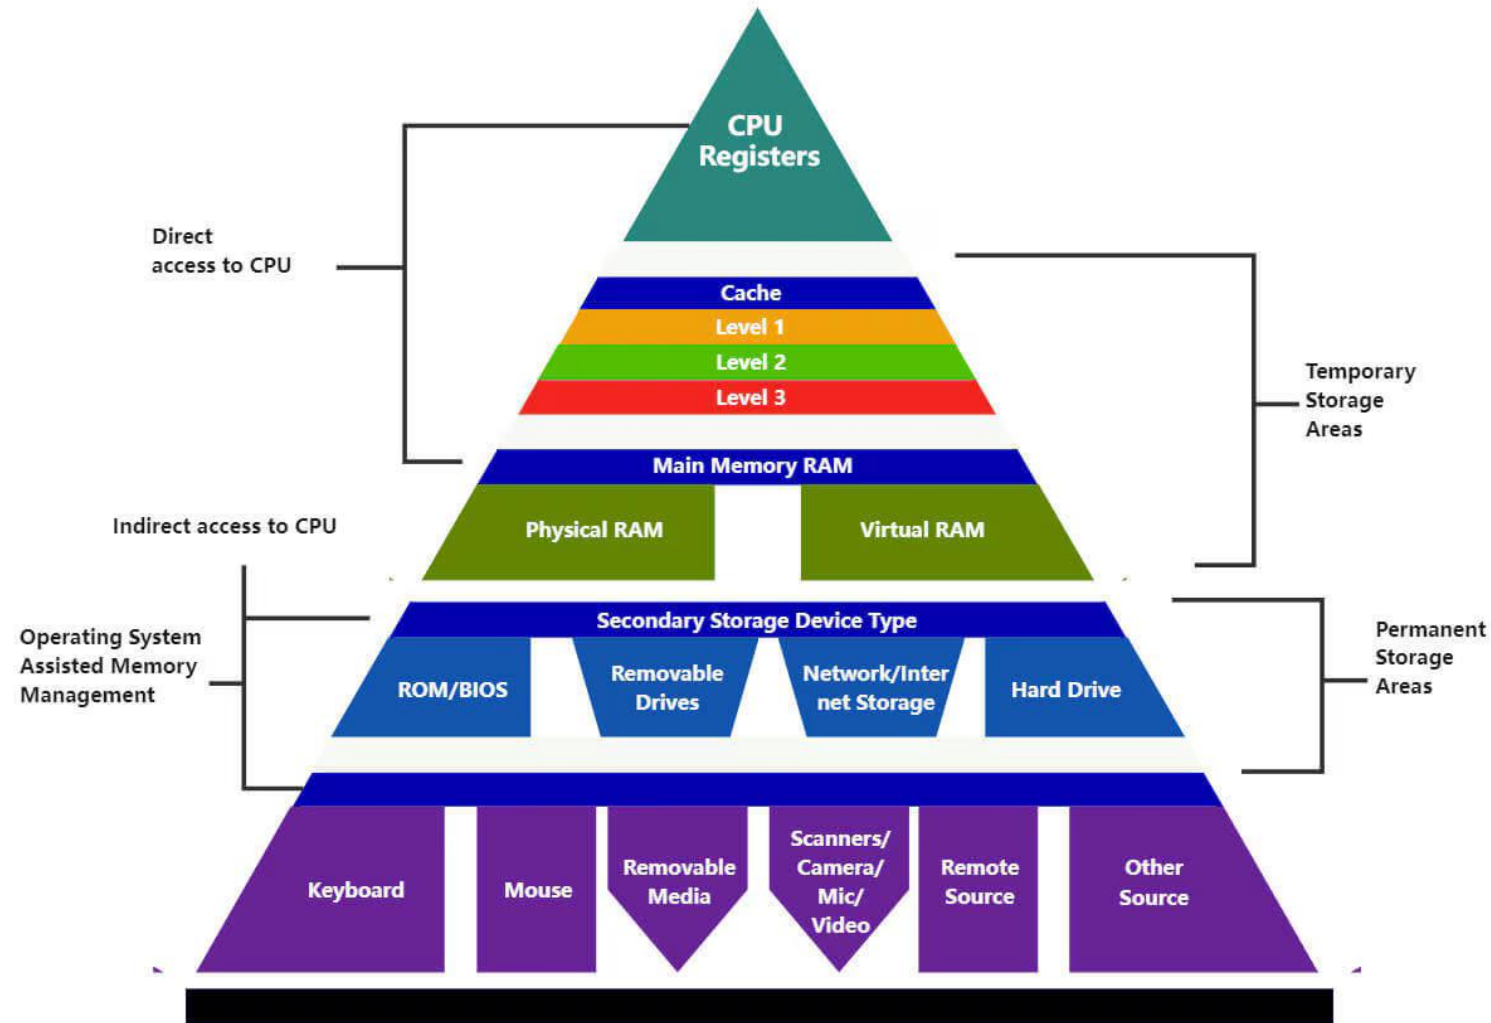 CPU
Registers
Direct
access to CPU
Cache
Level 1
Level 2
Level 3
Temporary
Storage
Areas
Main Memory RAM
Physical RAM
Virtual RAM
Indirect access to CPU
Operating System
Assisted Memory
Management
Secondary Storage Device Type
ROM/BIOS
Removable
Drives
Network/Inter
net Storage
Hard Drive
Permanent
Storage
Areas
Keyboard
Mouse
Removable
Media
Scanners/
Camera/
Mic/
Video
Remote
Source
Other
Source